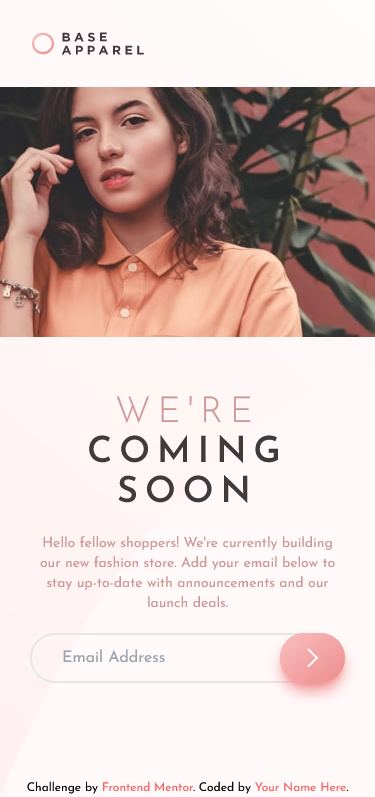 BASE
APPAREL
WE'RE
COMING
SOON
Hello fellow shoppers! We're currently building
our new fashion store. Add your email below to
stay up-to-date with announcements and our
launch deals.
Email Address
Challenge by Frontend Mentor. Coded by Your Name Here.